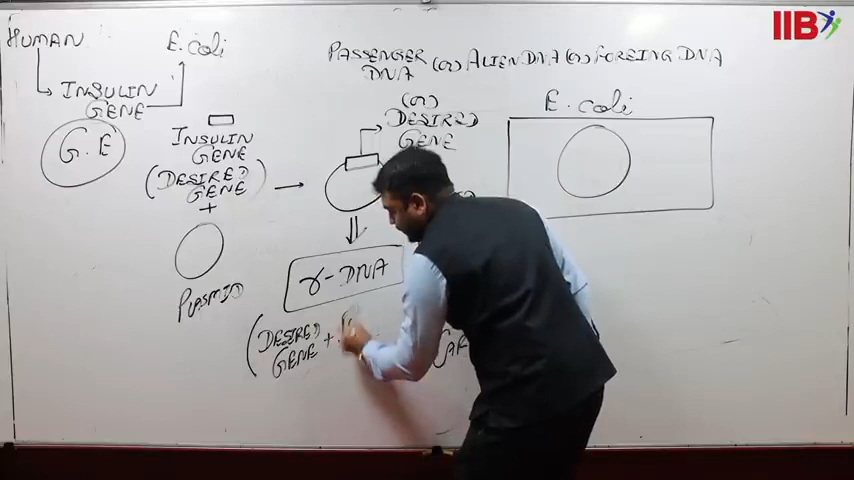 HUMAN
E.coli
INSULIN
GENE
G.E
INSULIN
GENE
(DESIRED
GENE)
+
PLASMID
PASSENGER (or) ALIEN DNA (or) FOREING DNA
DNA
(or)
DESIRED
GENE
r-DNA
(DESIRED
GENE +
E.coli
IIB